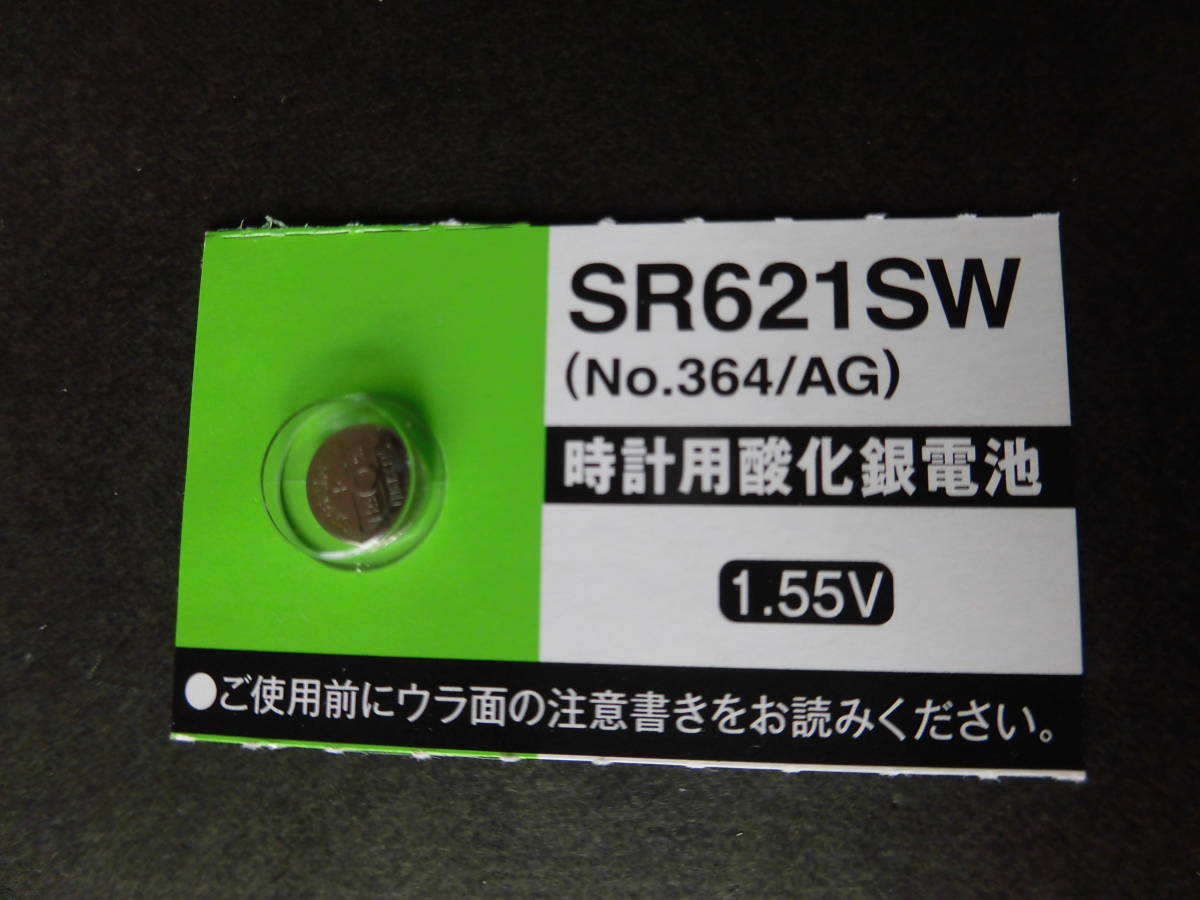 SR621SW
(No.364/AG)
時計用酸化銀電池
1.55V
●ご使用前にウラ面の注意書きをお読みください。